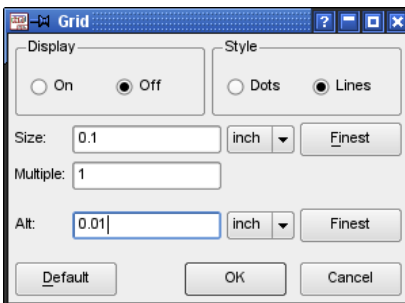 Grid
Display
Style
On
Off
Dots
Lines
Size:
0.1
inch
Finest
Multiple:
1
Alt:
0.01
inch
Finest
Default
OK
Cancel